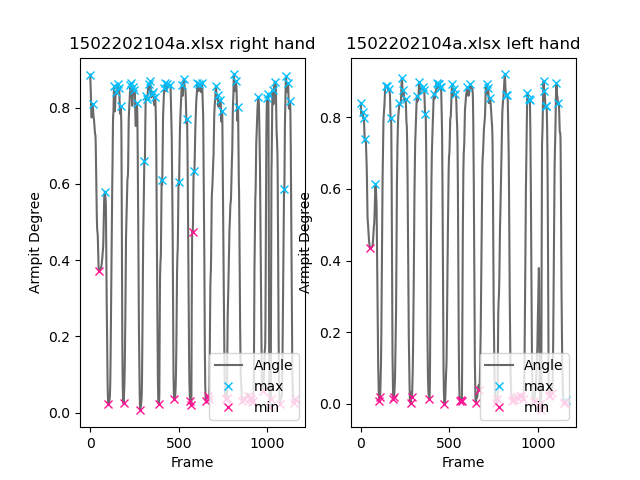 1502202104a.xlsx right hand
1502202104a.xlsx left hand
Armpit Degree
0.8
0.6
0.4
0.2
0.0
0
500
1000
Frame
Angle
max
min
Armpit Degree
0.8
0.6
0.4
0.2
0.0
0
500
1000
Frame
Angle
max
min